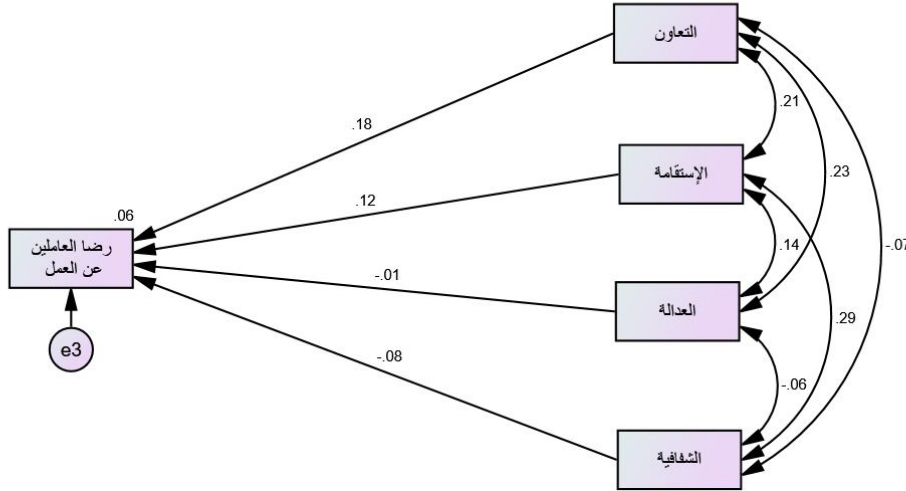 التعاون
.21
.18
.23
الإستقامة
.12
.06
رضا العاملين
عن العمل
.14
-.07
-.01
العدالة
.29
e3
-.08
-.06
الشفافية